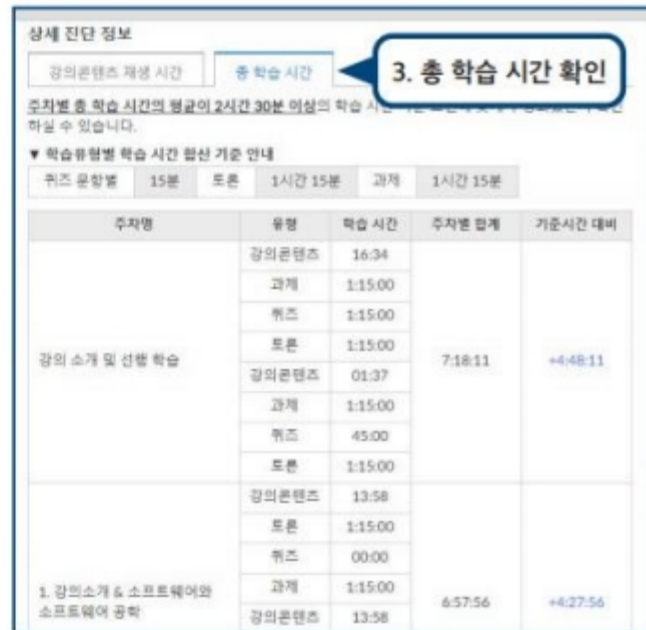 상세 진단 정보
강의콘텐츠 재생 시간 총 학습 시간
3. 총 학습 시간 확인
주차별 총 학습 시간의 평균이 2시간 30분 이상의 학습
하실 수 있습니다.
▼ 학습유형별 학습 시간 합산 기준 안내
퀴즈 문항별 15분 토론 1시간 15분 과제 1시간 15분
주차명 유형 학습 시간 주차별 합계 기준시간 대비
강의콘텐츠 16:34
과제 1:15:00
퀴즈 1:15:00
토론 1:15:00
강의 소개 및 선행 학습 7:18:11 +4:48:11
강의콘텐츠 01:37
과제 1:15:00
퀴즈 45:00
토론 1:15:00
강의콘텐츠 13:58
토론 1:15:00
퀴즈 00:00
과제 1:15:00
1. 강의소개 & 소프트웨어와
소프트웨어 공학 6:57:56 +4:27:56
강의콘텐츠 13:58